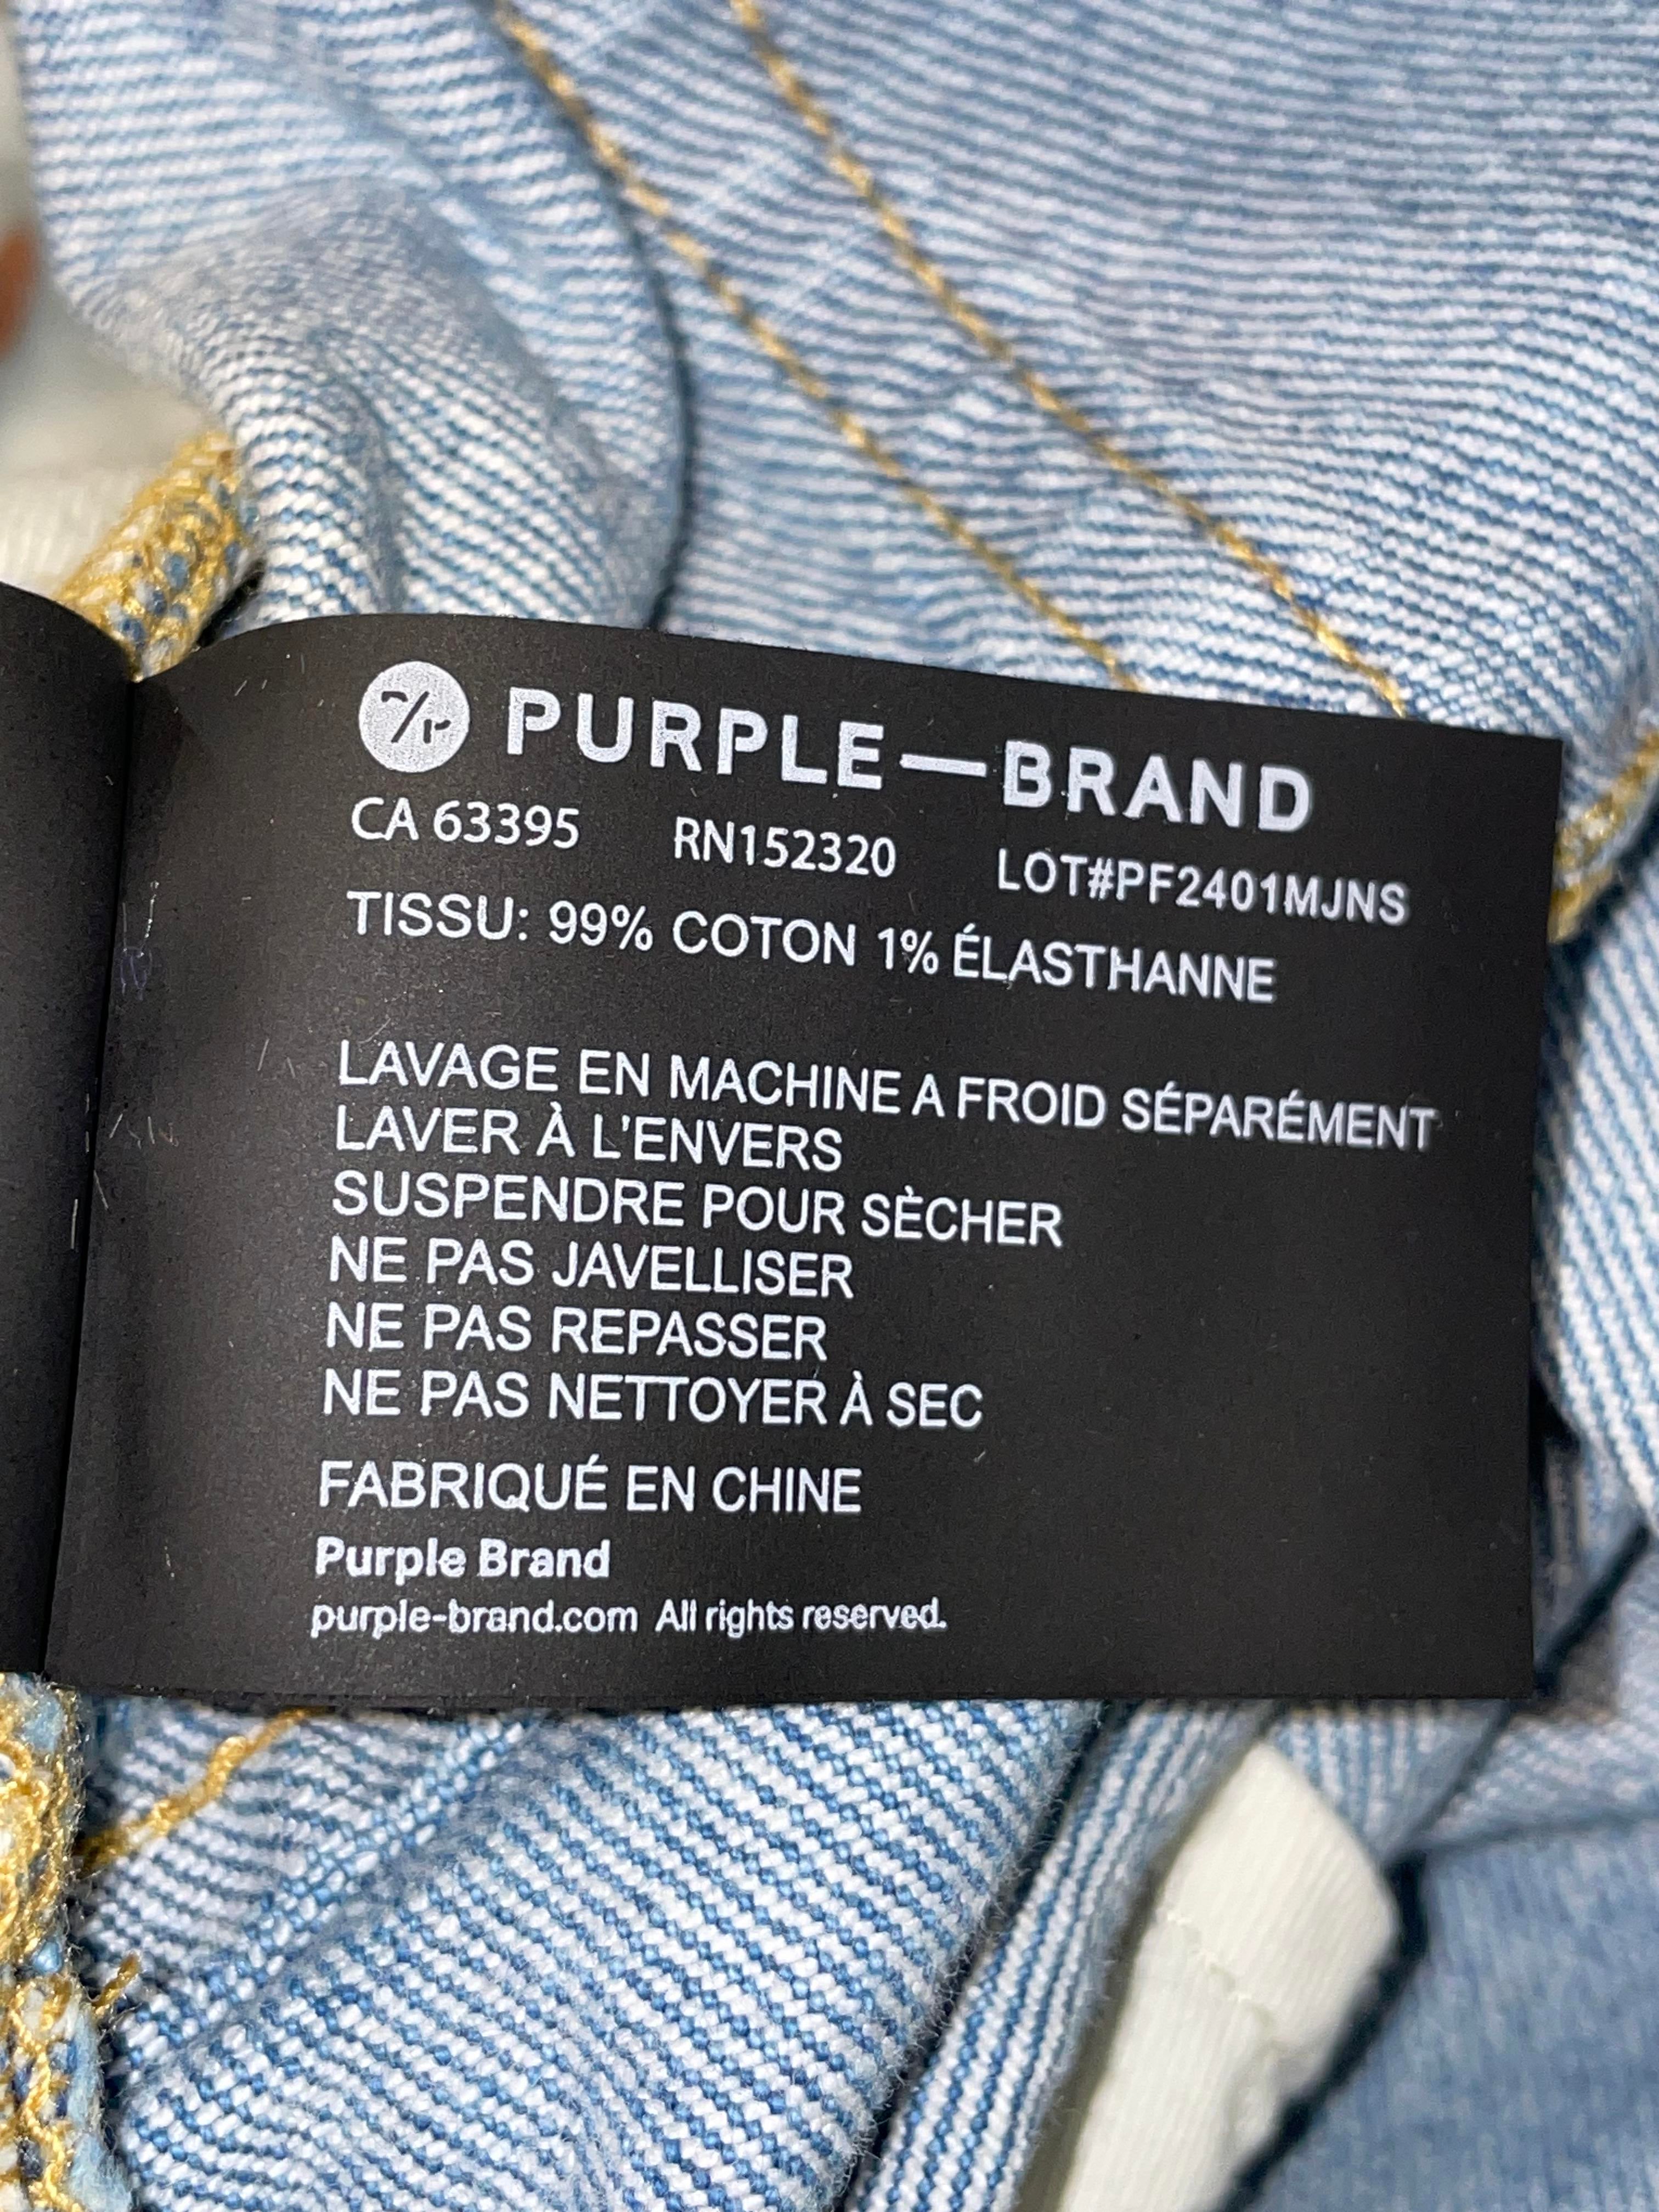 PURPLE—BRAND
CA 63395 RN152320 LOT#PF2401MJNS
TISSU: 99% COTON 1% ÉLASTHANNE
LAVAGE EN MACHINE A FROID SÉPARÉMENT
LAVER À L'ENVERS
SUSPENDRE POUR SÈCHER
NE PAS JAVELLISER
NE PAS REPASSER
NE PAS NETTOYER À SEC
FABRIQUÉ EN CHINE
Purple Brand
purple-brand.com All rights reserved.